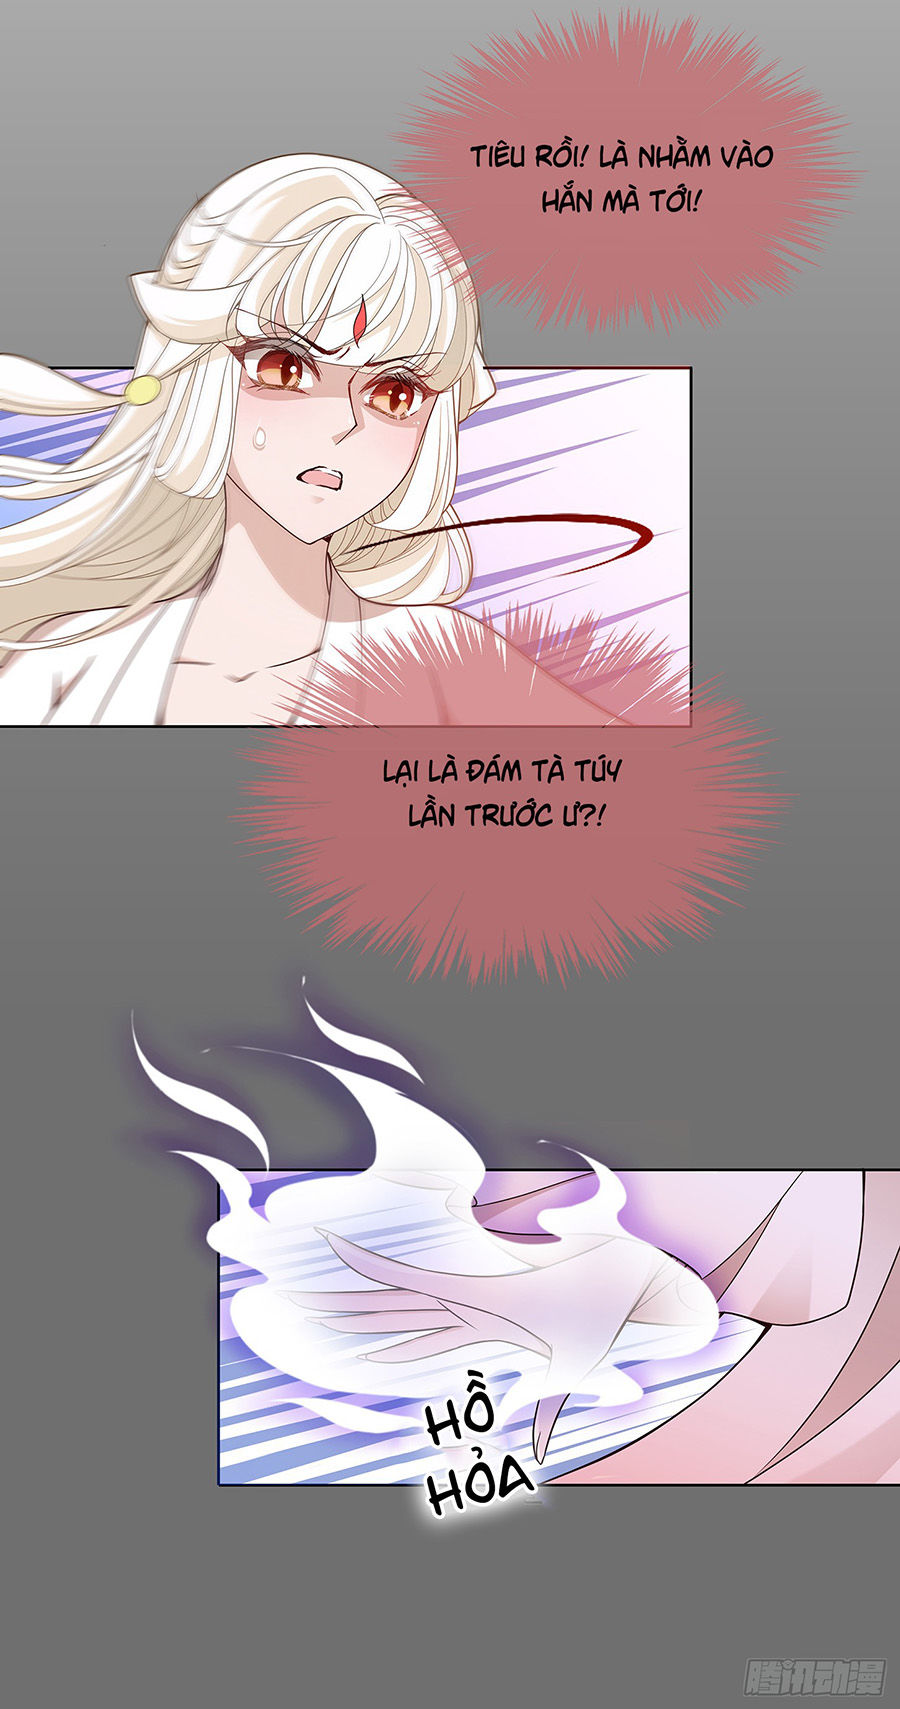 TIÊU RỒI! LÀ NHẰM VÀO
HẮN MÀ TỚI!
LẠI LÀ ĐÁM TÀ TÚY
LẦN TRƯỚC Ư?!
HỒ
HỎA
腾讯动漫